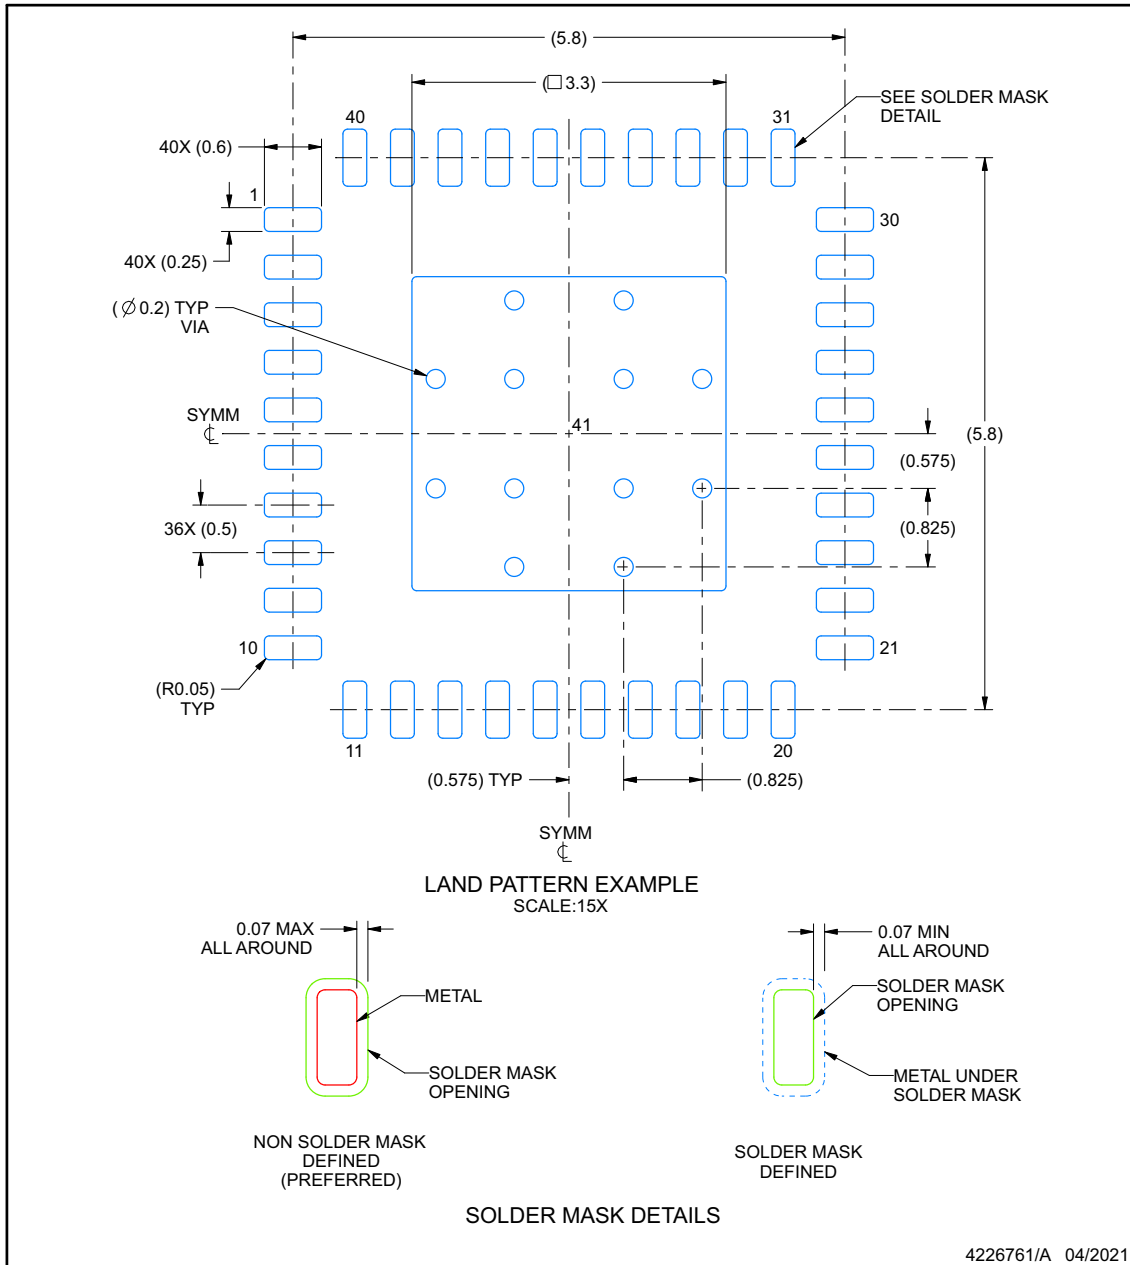 (5.8)
(□ 3.3)
SEE SOLDER MASK
DETAIL
40
31
40X (0.6)
1
30
40X (0.25)
(∅ 0.2) TYP
VIA
SYMM
℄
41
(5.8)
(0.575)
36X (0.5)
(0.825)
10
21
(R0.05)
TYP
11
20
(0.575) TYP
(0.825)
SYMM
℄
LAND PATTERN EXAMPLE
SCALE:15X
0.07 MAX
ALL AROUND
METAL
SOLDER MASK
OPENING
NON SOLDER MASK
DEFINED
(PREFERRED)
0.07 MIN
ALL AROUND
SOLDER MASK
OPENING
METAL UNDER
SOLDER MASK
SOLDER MASK
DEFINED
SOLDER MASK DETAILS
4226761/A 04/2021